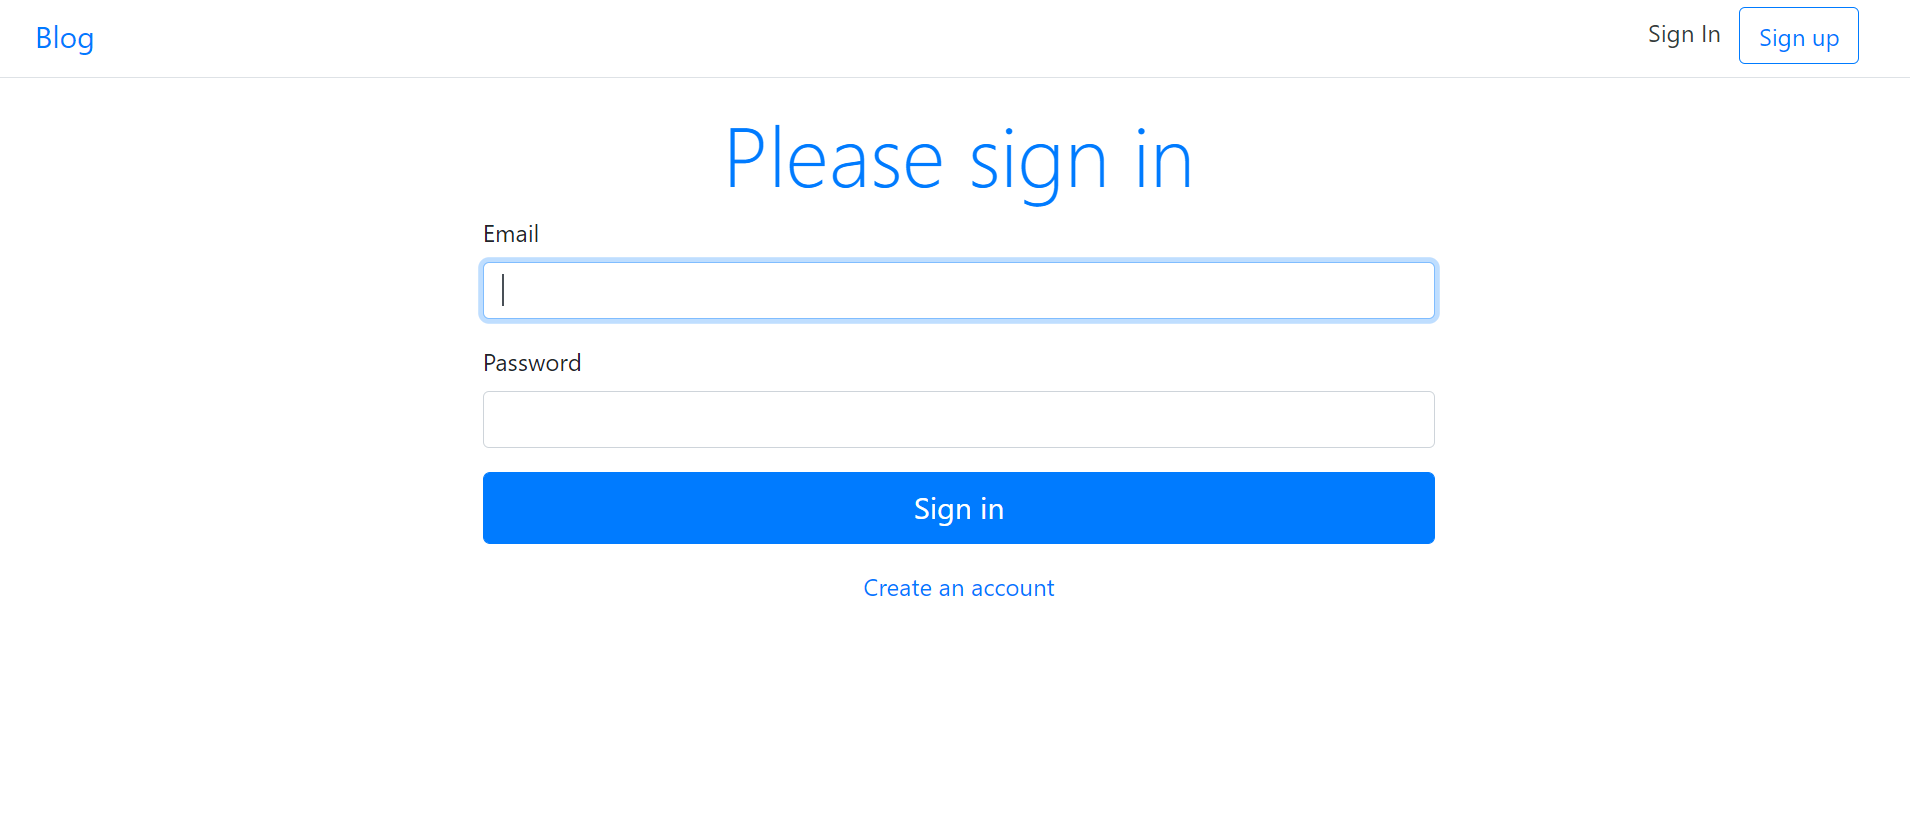 Blog
Sign In
Sign up
Please sign in
Email
Password
Sign in
Create an account